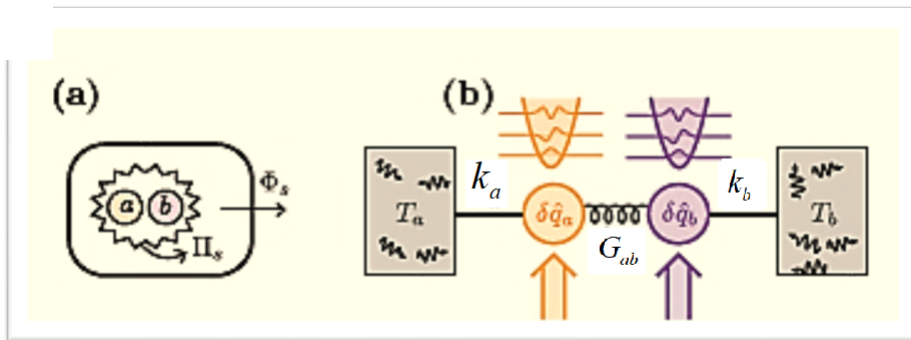 (a)
a b
Φ_s
Π_s
(b)
T_a
k_a
δq̂_a
G_ab
δq̂_b
k_b
T_b